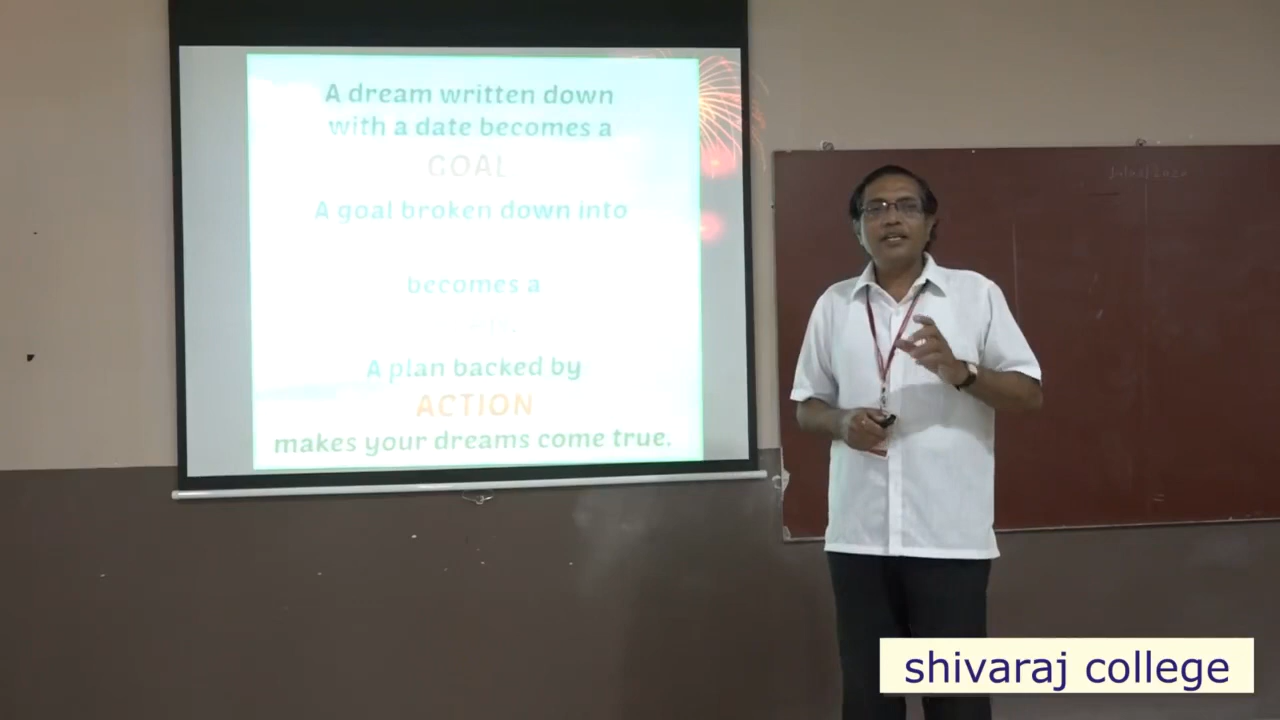 A dream written down
with a date becomes a
GOAL
A goal broken down into
becomes a
A plan backed by
ACTION
makes your dreams come true.
shivaraj college